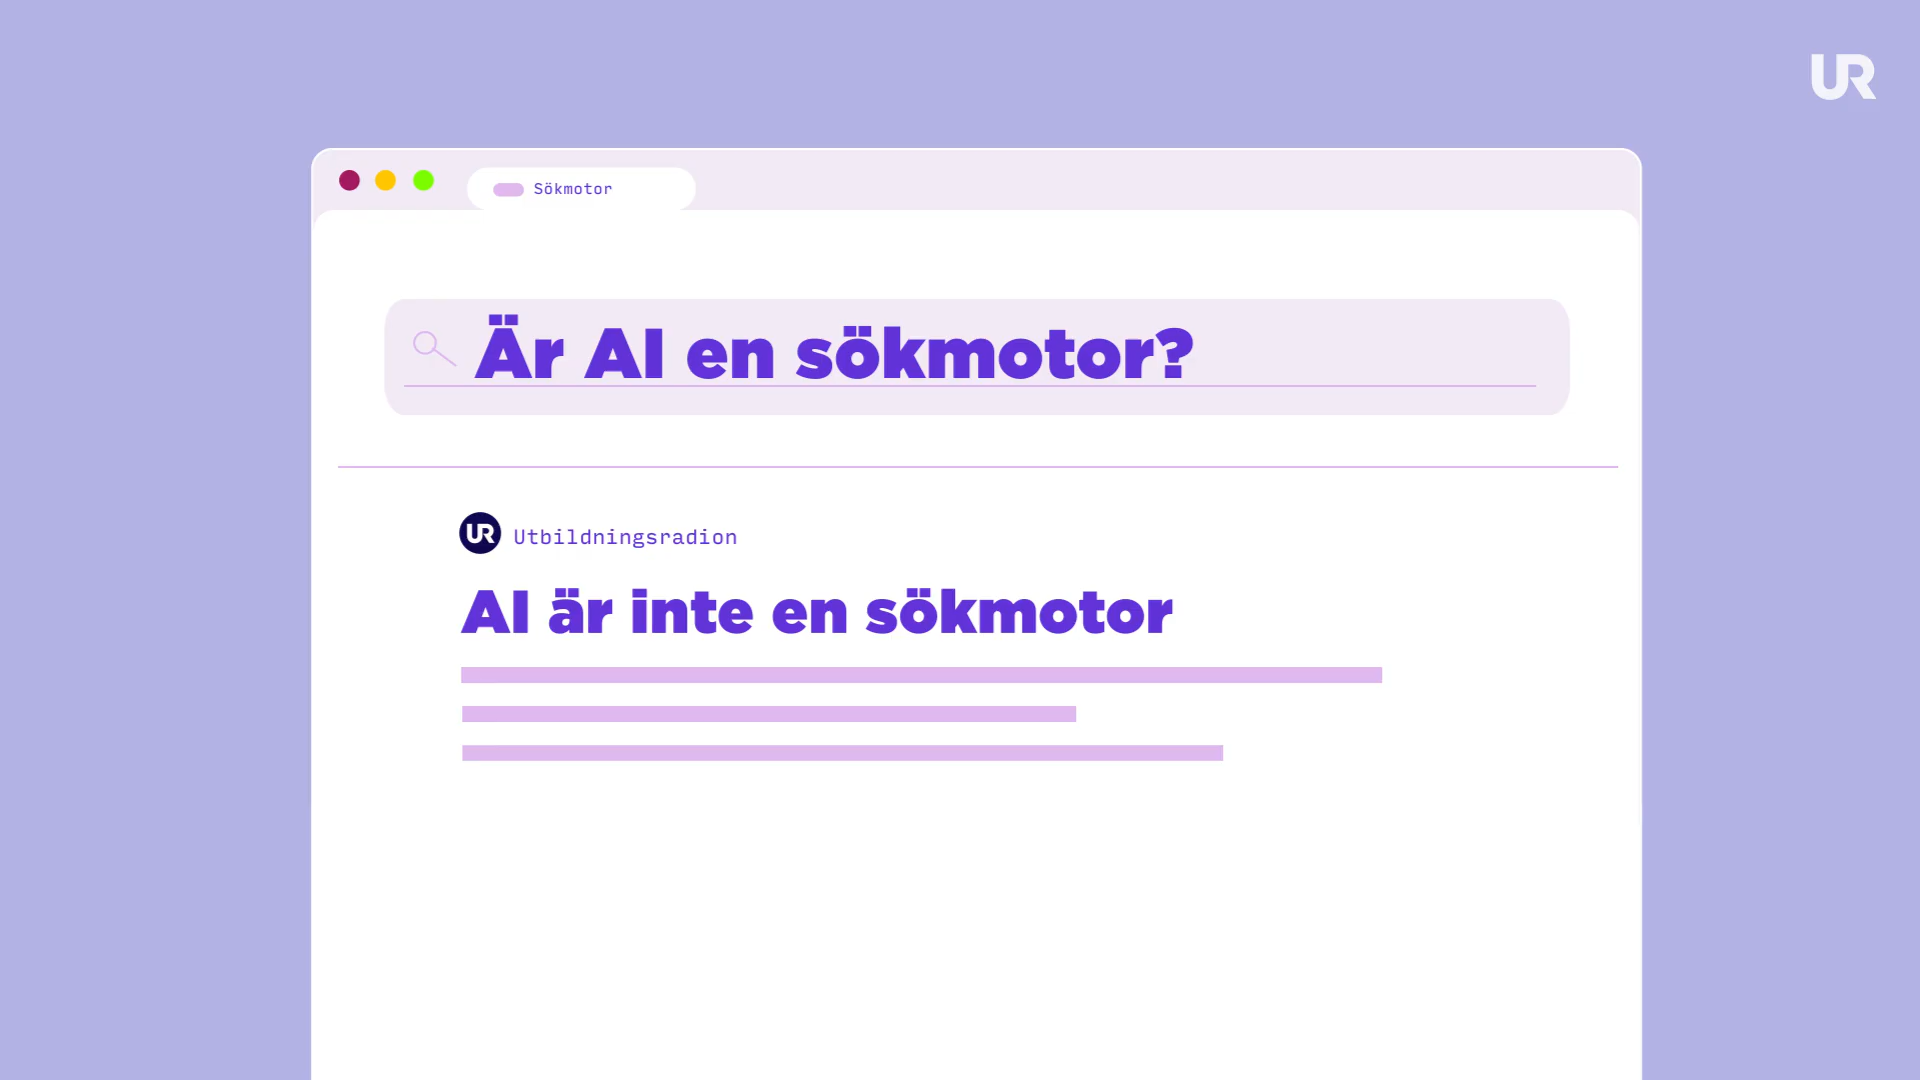 UR
Sökmotor
Är AI en sökmotor?
UR Utbildningsradion
AI är inte en sökmotor